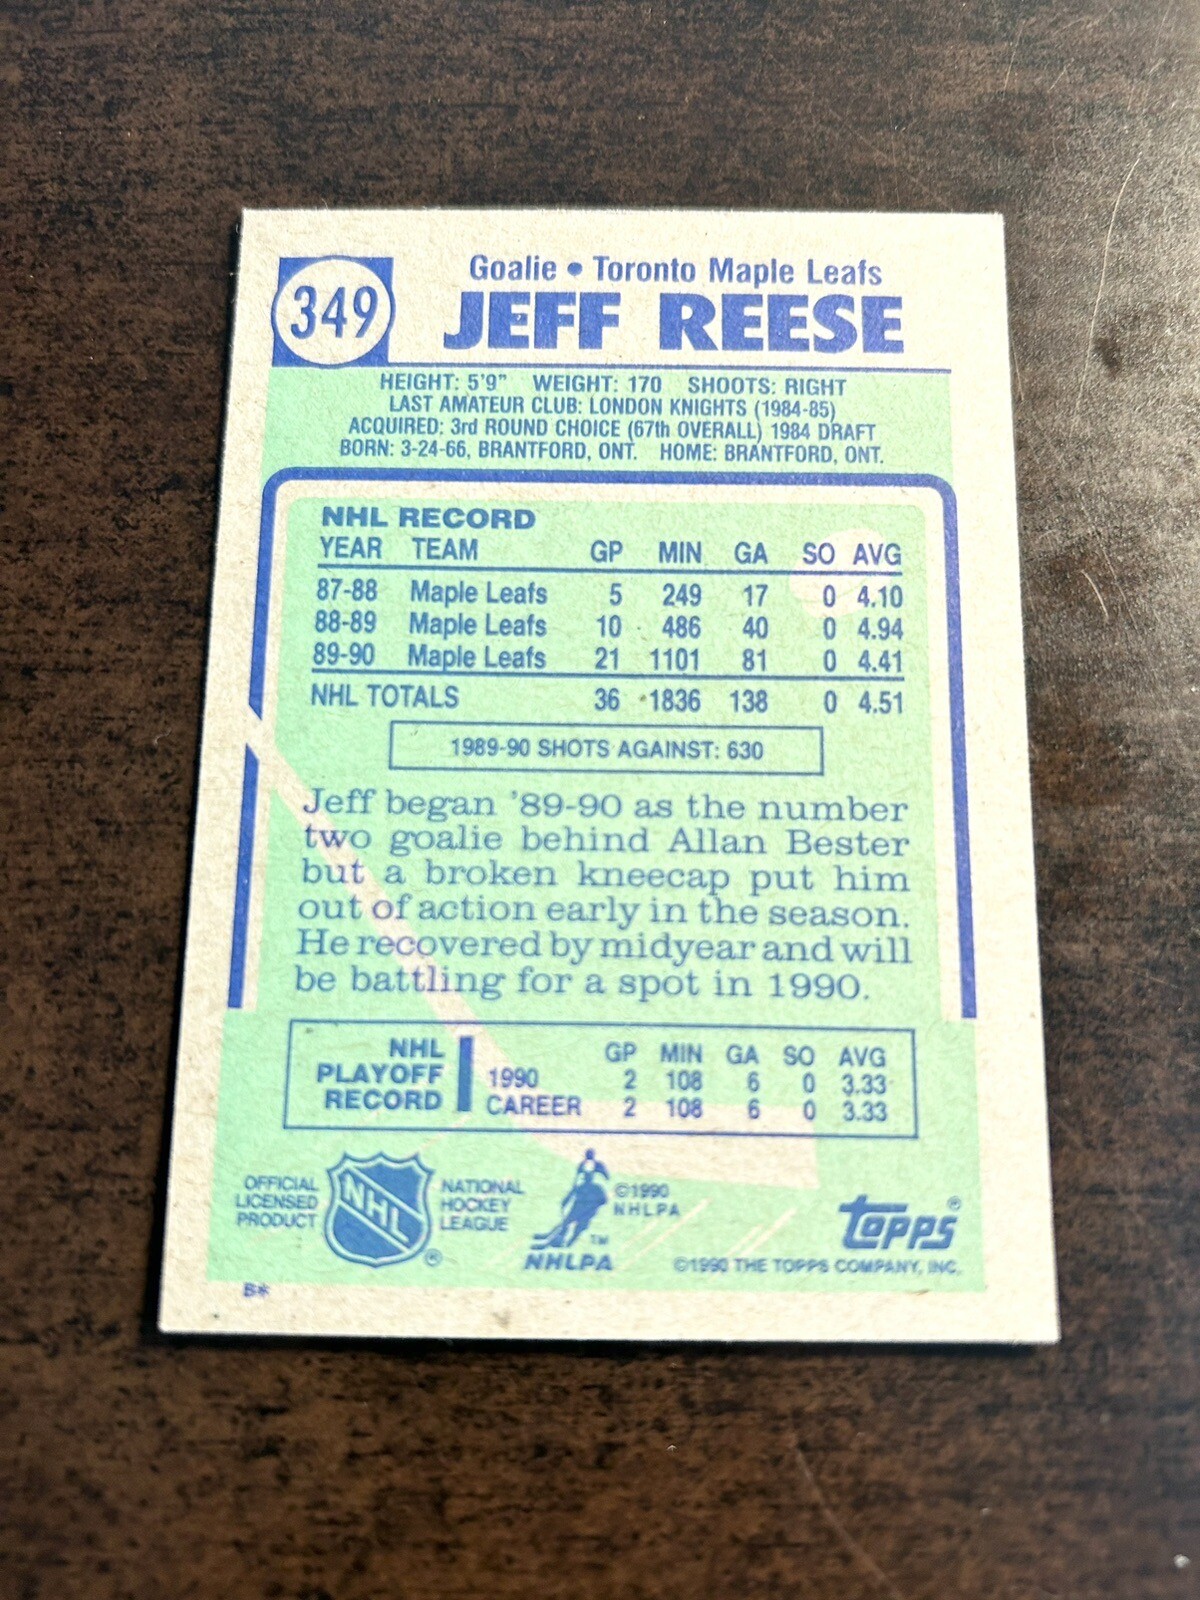 349
Goalie • Toronto Maple Leafs
JEFF REESE
HEIGHT: 5'9" WEIGHT: 170 SHOOTS: RIGHT
LAST AMATEUR CLUB: LONDON KNIGHTS (1984-85)
ACQUIRED: 3rd ROUND CHOICE (67th OVERALL) 1984 DRAFT
BORN: 3-24-66, BRANTFORD, ONT. HOME: BRANTFORD, ONT.
NHL RECORD
YEAR TEAM GP MIN GA SO AVG
87-88 Maple Leafs 5 249 17 0 4.10
88-89 Maple Leafs 10 486 40 0 4.94
89-90 Maple Leafs 21 1101 81 0 4.41
NHL TOTALS 36 1836 138 0 4.51
1989-90 SHOTS AGAINST: 630
Jeff began '89-90 as the number
two goalie behind Allan Bester
but a broken kneecap put him
out of action early in the season.
He recovered by midyear and will
be battling for a spot in 1990.
NHL PLAYOFF RECORD
GP MIN GA SO AVG
1990 2 108 6 0 3.33
CAREER 2 108 6 0 3.33
OFFICIAL
LICENSED
PRODUCT
NHL
®
NATIONAL
HOCKEY
LEAGUE
TM
NHLPA
©1990
NHLPA
TOPPS®
©1990 THE TOPPS COMPANY, INC.
B*